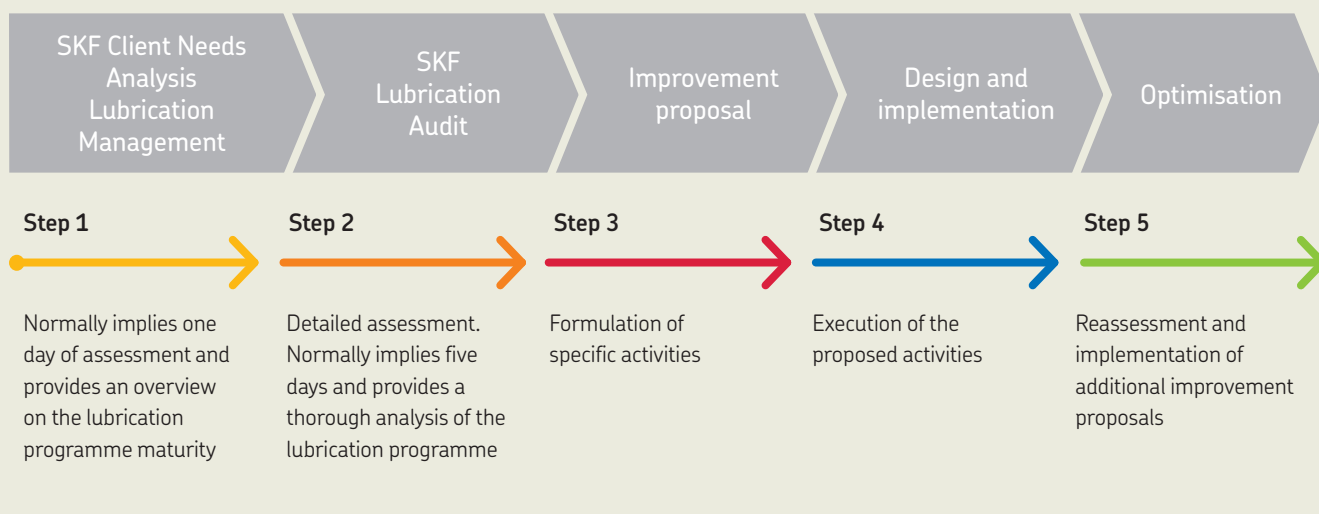 SKF Client Needs
Analysis
Lubrication
Management
SKF
Lubrication
Audit
Improvement
proposal
Design and
implementation
Optimisation
Step 1
Normally implies one
day of assessment and
provides an overview
on the lubrication
programme maturity
Step 2
Detailed assessment.
Normally implies five
days and provides a
thorough analysis of the
lubrication programme
Step 3
Formulation of
specific activities
Step 4
Execution of the
proposed activities
Step 5
Reassessment and
implementation of
additional improvement
proposals